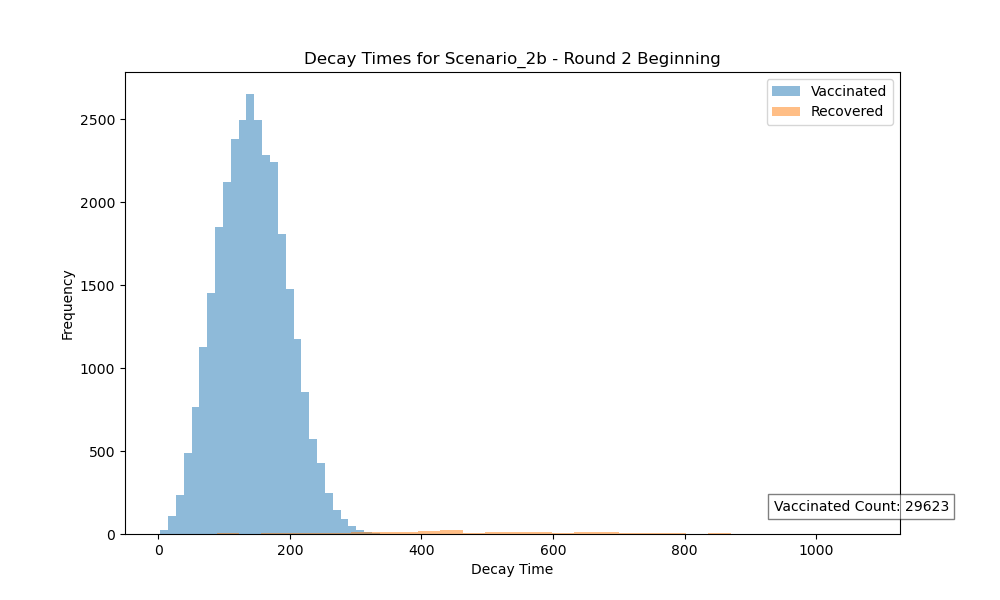 Decay Times for Scenario_2b - Round 2 Beginning
Vaccinated
Recovered
2500
2000
1500
1000
500
0
Frequency
Vaccinated Count: 29623
0
200
400
600
800
1000
Decay Time